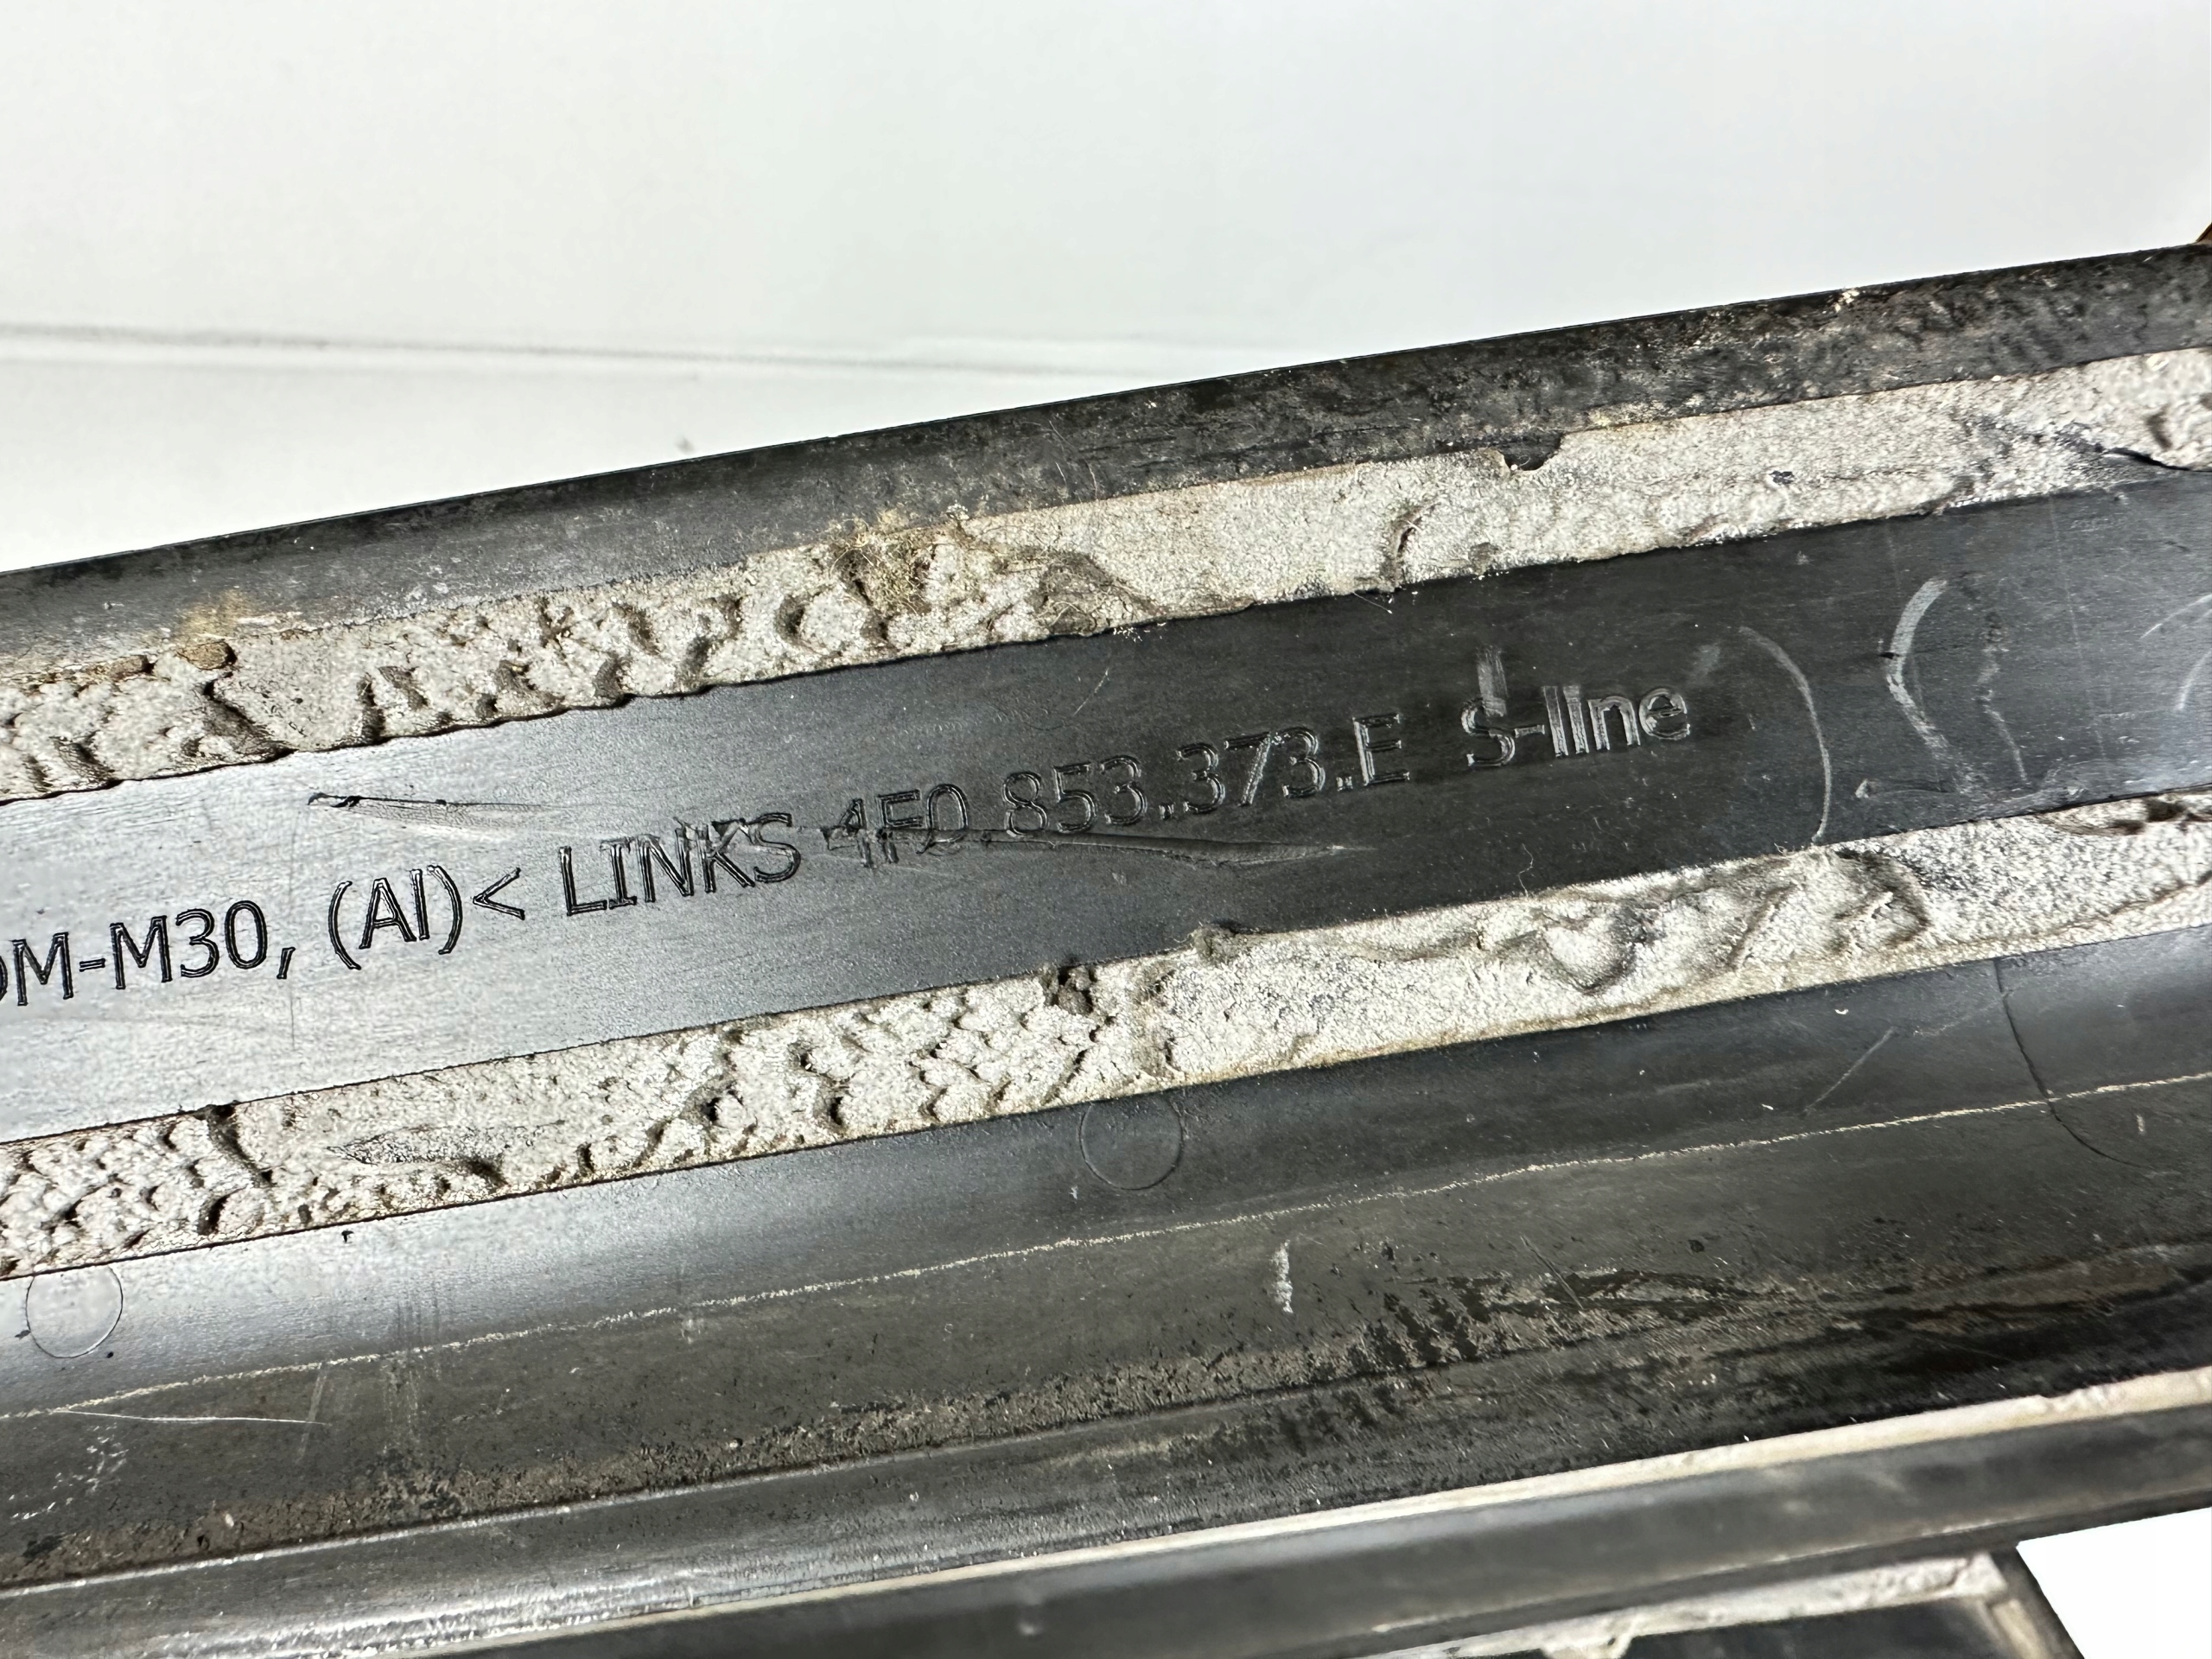 DM-M30, (AI)< LINKS 4F0.853.373.E S-line